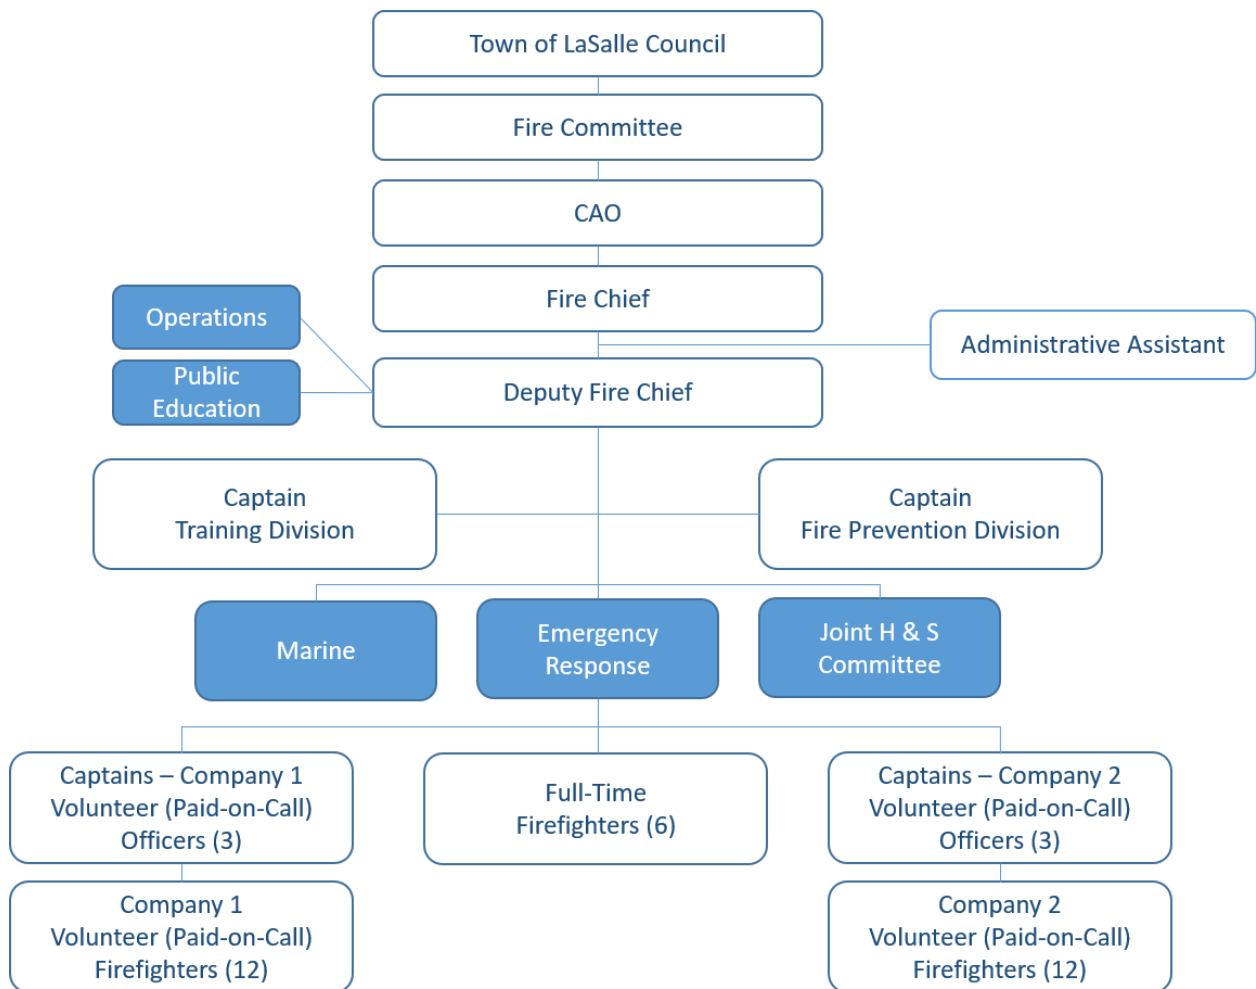 Town of LaSalle Council
Fire Committee
CAO
Fire Chief
Operations
Administrative Assistant
Public
Education
Deputy Fire Chief
Captain
Training Division
Captain
Fire Prevention Division
Marine
Emergency
Response
Joint H & S
Committee
Captains – Company 1
Volunteer (Paid-on-Call)
Officers (3)
Full-Time
Firefighters (6)
Captains – Company 2
Volunteer (Paid-on-Call)
Officers (3)
Company 1
Volunteer (Paid-on-Call)
Firefighters (12)
Company 2
Volunteer (Paid-on-Call)
Firefighters (12)